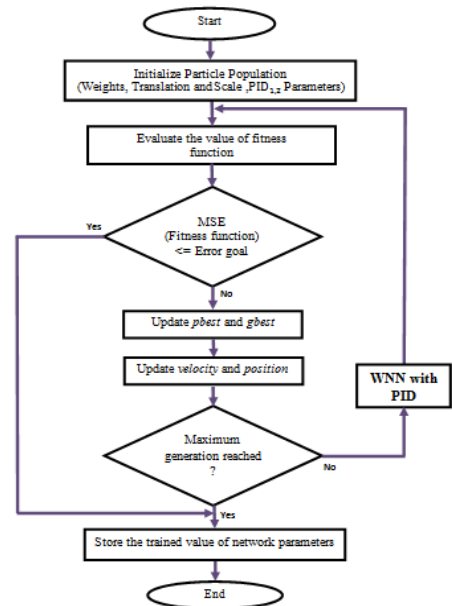 Start
Initialize Particle Population
(Weights, Translation and Scale ,PID1,2 Parameters)
Evaluate the value of fitness
function
Yes
MSE
(Fitness function)
<= Error goal
No
Update pbest and gbest
Update velocity and position
WNN with
PID
Maximum
generation reached
?
No
Yes
Store the trained value of network parameters
End